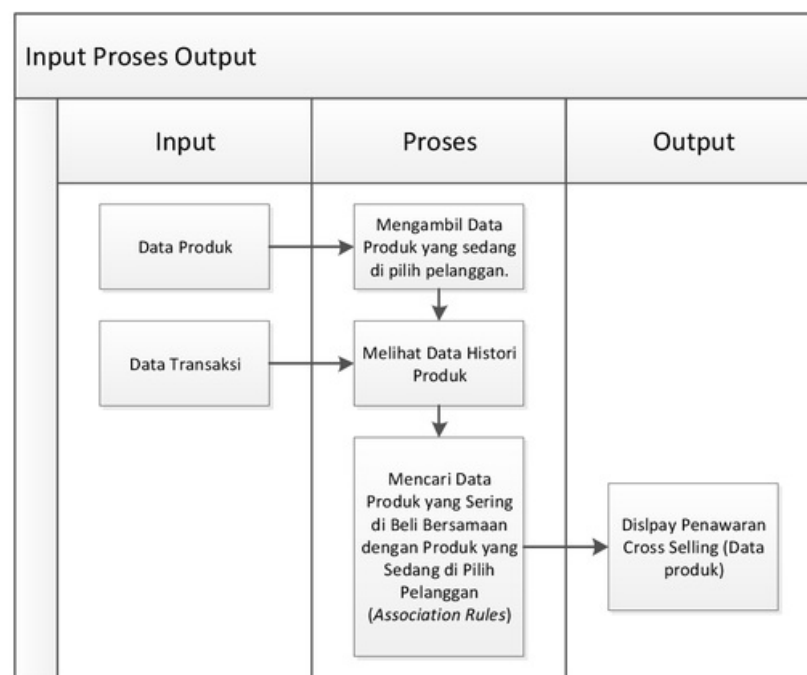 Input Proses Output
Input
Proses
Output
Data Produk
Mengambil Data
Produk yang sedang
di pilih pelanggan.
Data Transaksi
Melihat Data Histori
Produk
Mencari Data
Produk yang Sering
di Beli Bersamaan
dengan Produk yang
Sedang di Pilih
Pelanggan
(Association Rules)
Dislpay Penawaran
Cross Selling (Data
produk)